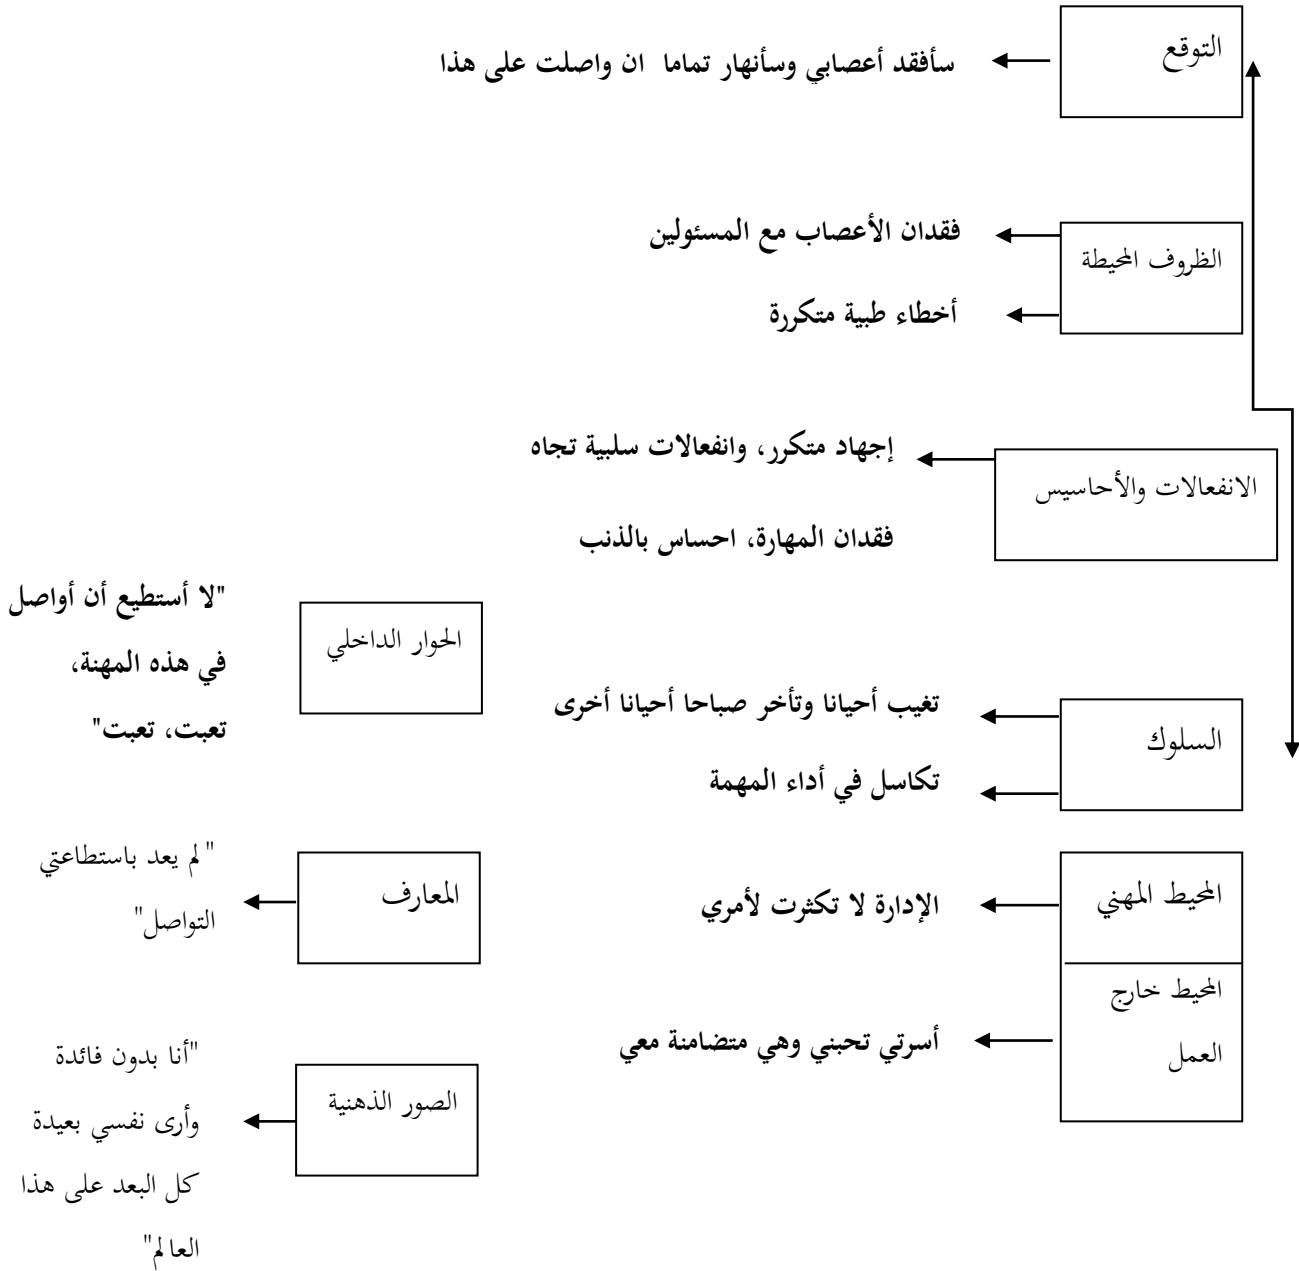 التوقع
سأفقد أعصابي وسأنهار تماما ان واصلت على هذا
الظروف المحيطة
فقدان الأعصاب مع المسئولين
أخطاء طبية متكررة
الانفعالات والأحاسيس
إجهاد متكرر، وانفعالات سلبية تجاه
فقدان المهارة، احساس بالذنب
الحوار الداخلي
"لا أستطيع أن أواصل
في هذه المهنة،
تعبت، تعبت"
السلوك
تغيب أحيانا وتأخر صباحا أحيانا أخرى
تكاسل في أداء المهمة
المعارف
"لم يعد باستطاعتي
التواصل"
المحيط المهني
الإدارة لا تكثرت لأمري
المحيط خارج
العمل
أسرتي تحبني وهي متضامنة معي
الصور الذهنية
"أنا بدون فائدة
وأرى نفسي بعيدة
كل البعد على هذا
العالم"